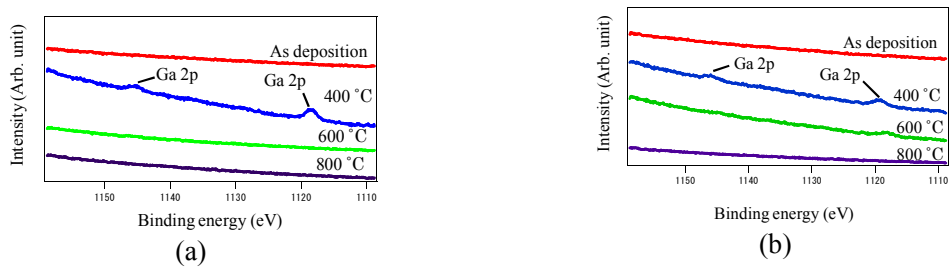 Intensity (Arb. unit)
As deposition
Ga 2p
Ga 2p
400 ˚C
600 ˚C
800 ˚C
1150 1140 1130 1120 1110
Binding energy (eV)
(a)
Intensity (Arb. unit)
As deposition
Ga 2p
Ga 2p
400 ˚C
600 ˚C
800 ˚C
1150 1140 1130 1120 1110
Binding energy (eV)
(b)